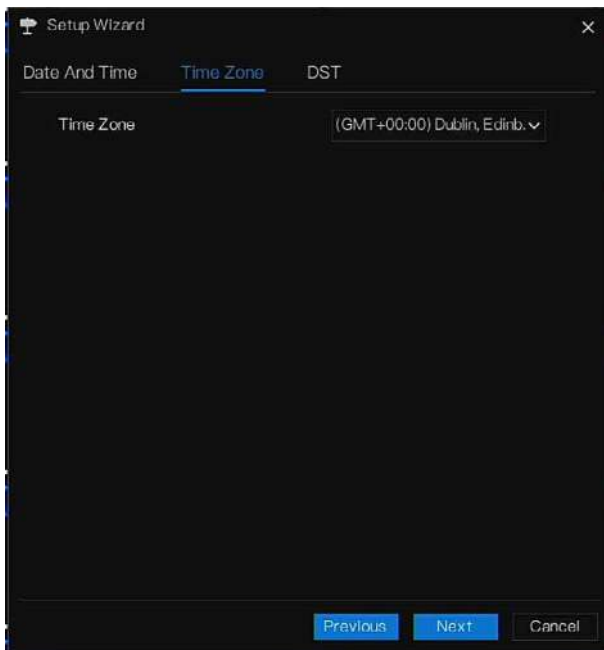 Setup Wizard
Date And Time Time Zone DST
Time Zone (GMT+00:00) Dublin, Edinb.
Previous Next Cancel